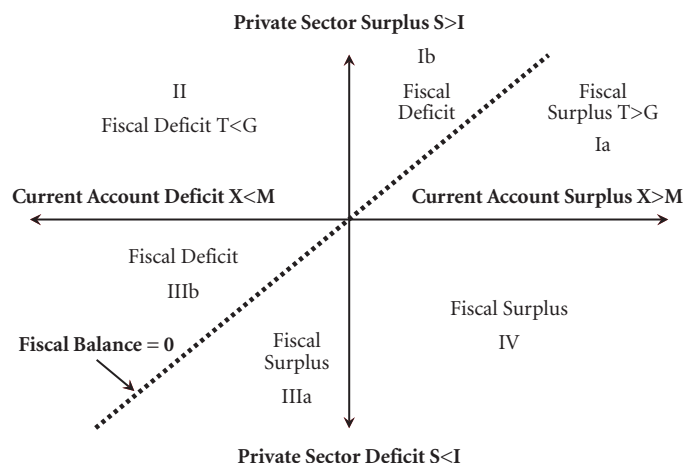 Private Sector Surplus S>I
Ib
II
Fiscal Deficit T<G
Fiscal
Deficit
Fiscal
Surplus T>G
Ia
Current Account Deficit X<M
Current Account Surplus X>M
Fiscal Deficit
IIIb
Fiscal Surplus
IV
Fiscal Balance = 0
Fiscal
Surplus
IIIa
Private Sector Deficit S<I